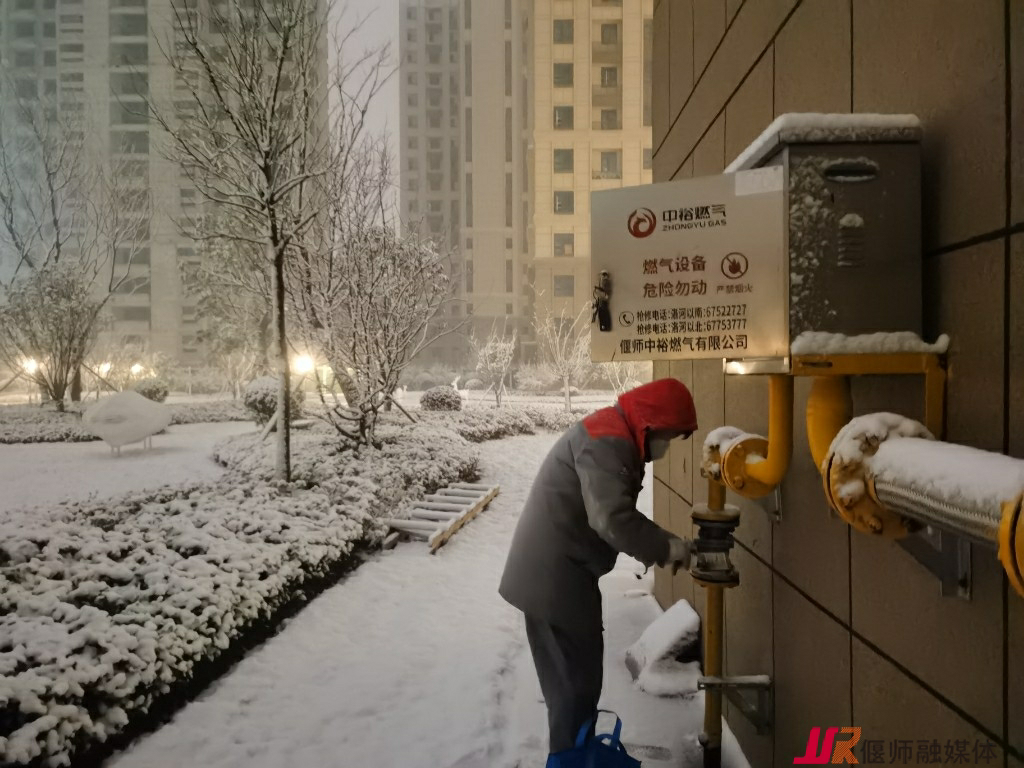 中裕燃气
ZHONGYU GAS
燃气设备
危险勿动
严禁烟火
抢修电话:洛河以南:67522727
抢修电话:洛河以北:67753777
偃师中裕燃气有限公司
偃师融媒体